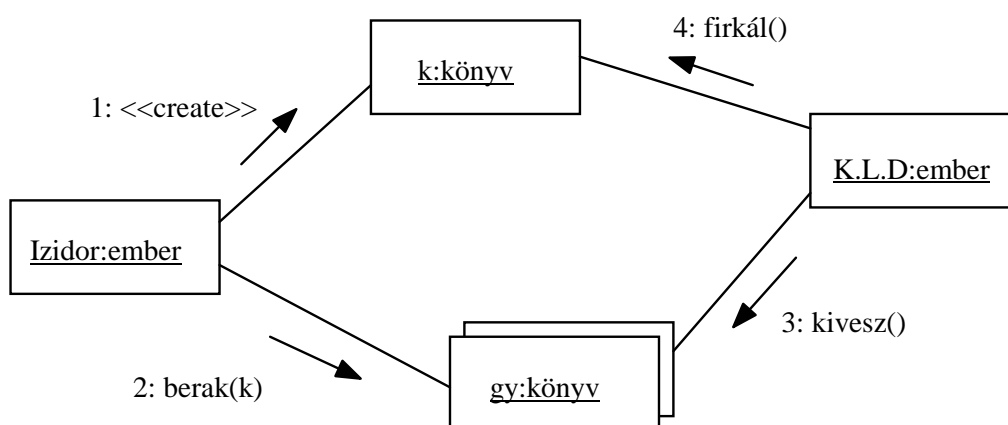 4: firkál()
k:könyv
1: <<create>>
K.L.D:ember
Izidor:ember
3: kivesz()
2: berak(k)
gy:könyv